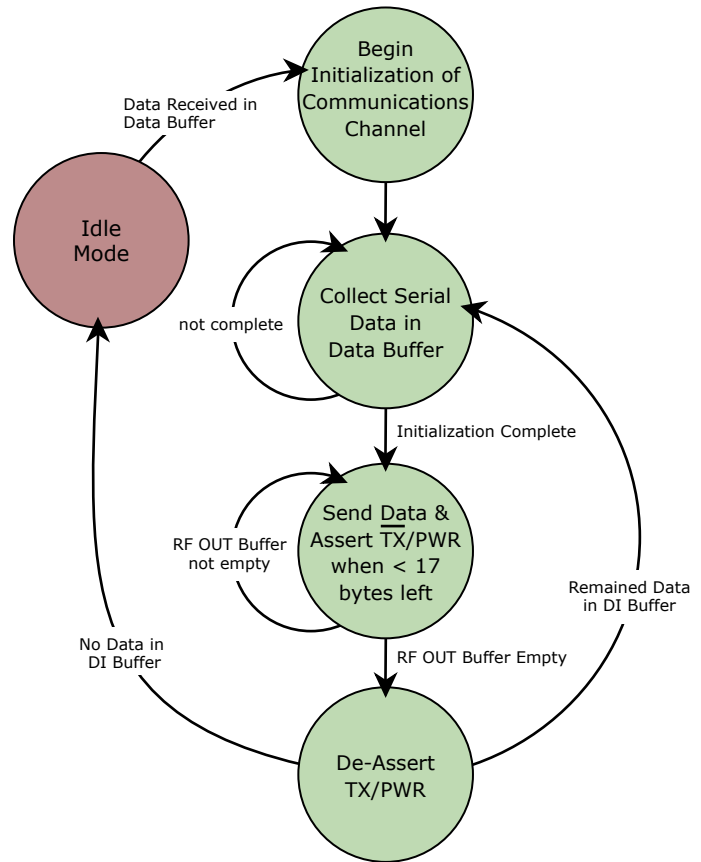 Begin
Initialization of
Communications
Channel
Data Received in
Data Buffer
Idle
Mode
Collect Serial
Data in
Data Buffer
not complete
Initialization Complete
Send Data &
Assert T̅X̅/PWR
when < 17
bytes left
RF OUT Buffer
not empty
Remained Data
in DI Buffer
No Data in
DI Buffer
RF OUT Buffer Empty
De-Assert
TX/PWR